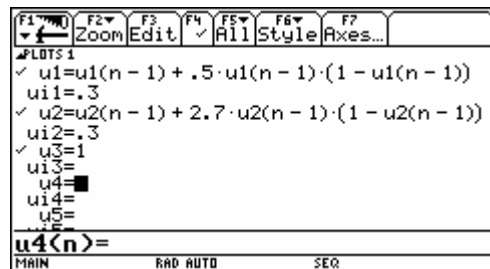 F1 F2 F3 F4 F5 F6 F7
Zoom Edit ✓ All Style Axes…
PLOTS 1
✓ u1=u1(n - 1) + .5·u1(n - 1)·(1 - u1(n - 1))
ui1=.3
✓ u2=u2(n - 1) + 2.7·u2(n - 1)·(1 - u2(n - 1))
ui2=.3
✓ u3=1
ui3=
u4=
ui4=
u5=
ui5=
u4(n)=
MAIN RAD AUTO SEQ